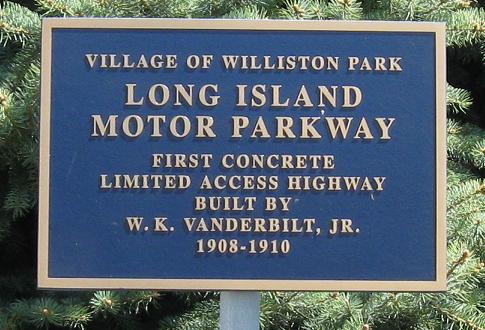 VILLAGE OF WILLISTON PARK
LONG ISLAND
MOTOR PARKWAY
FIRST CONCRETE
LIMITED ACCESS HIGHWAY
BUILT BY
W.K. VANDERBILT, JR.
1908-1910